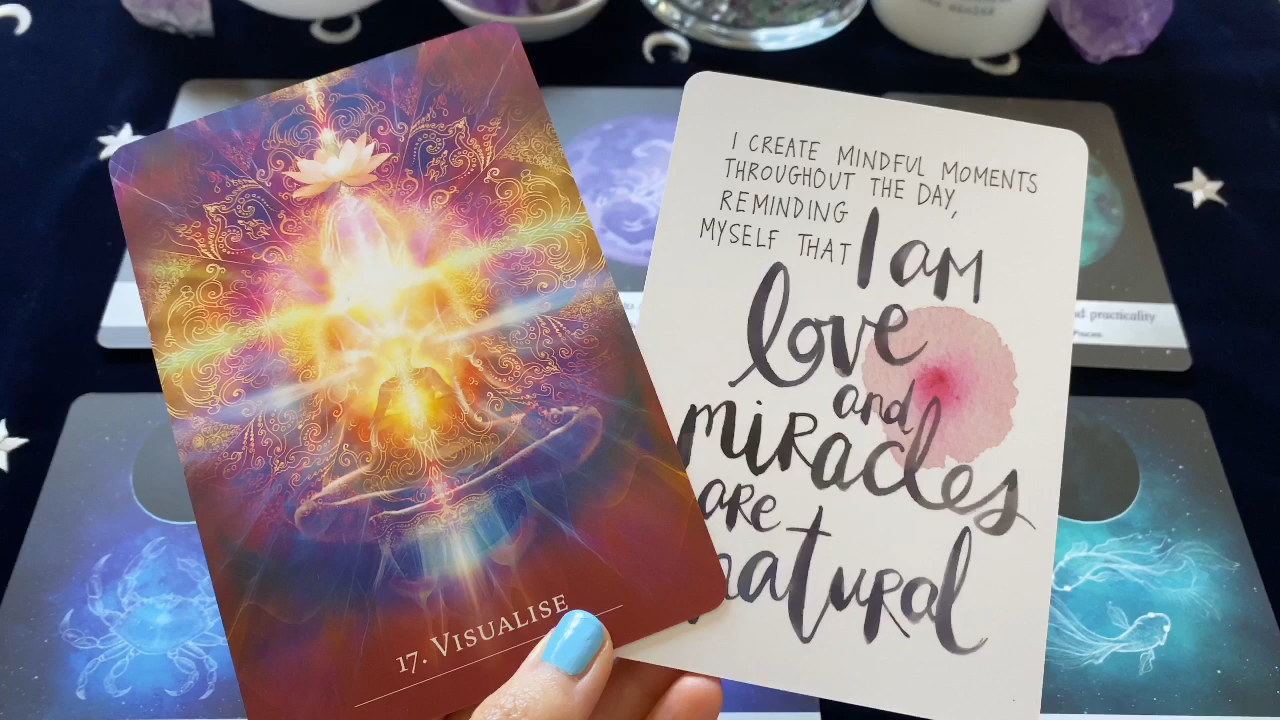 17. VISUALISE
I CREATE MINDFUL MOMENTS
THROUGHOUT THE DAY,
REMINDING
MYSELF THAT I AM
love
and
miracles
are
natural
practicality